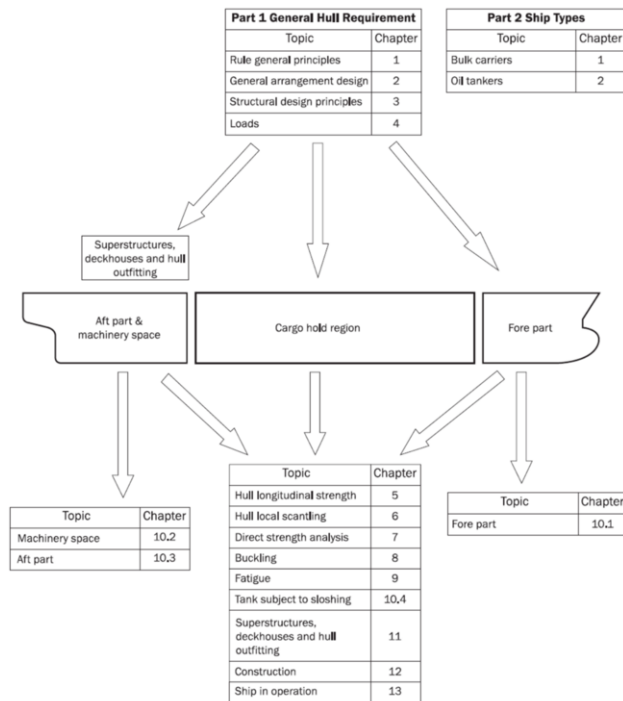 Part 1 General Hull Requirement
Topic Chapter
Rule general principles 1
General arrangement design 2
Structural design principles 3
Loads 4
Part 2 Ship Types
Topic Chapter
Bulk carriers 1
Oil tankers 2
Superstructures,
deckhouses and hull
outfitting
Aft part &
machinery space
Cargo hold region
Fore part
Topic Chapter
Machinery space 10.2
Aft part 10.3
Topic Chapter
Hull longitudinal strength 5
Hull local scantling 6
Direct strength analysis 7
Buckling 8
Fatigue 9
Tank subject to sloshing 10.4
Superstructures,
deckhouses and hull 11
outfitting
Construction 12
Ship in operation 13
Topic Chapter
Fore part 10.1